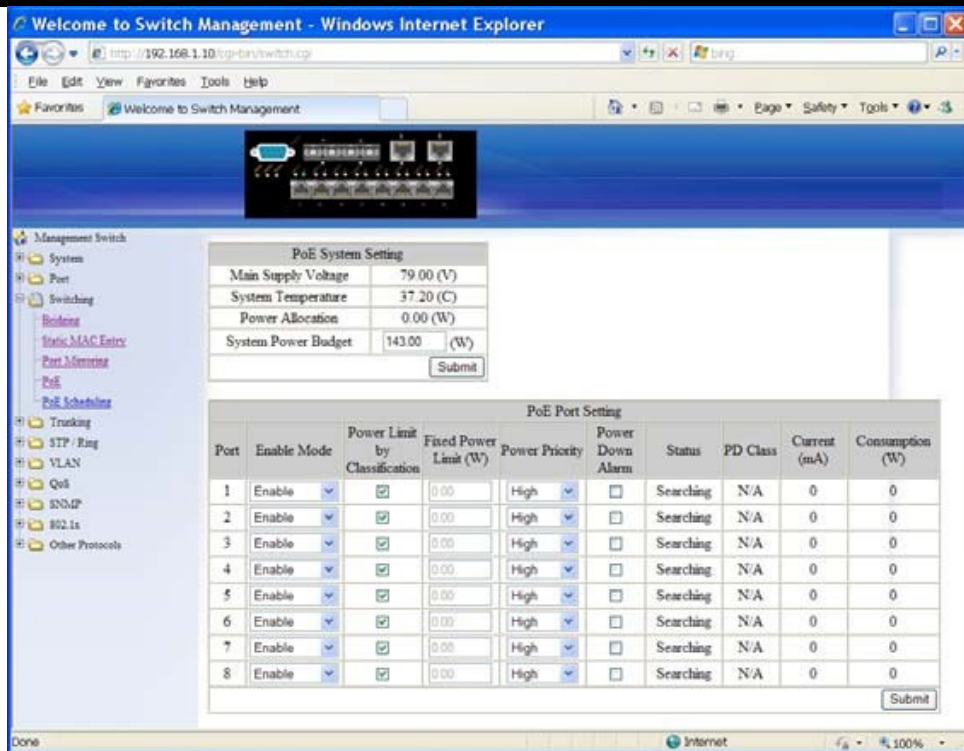 Welcome to Switch Management - Windows Internet Explorer
http://192.168.1.10/cgi-bin/switch.cgi
bing
File Edit View Favorites Tools Help
Favorites Welcome to Switch Management Page Safety Tools
Management Switch
System
Port
Switching
Bridging
Static MAC Entry
Port Mirroring
PoE
PoE Scheduling
Trunking
STP / Ring
VLAN
QoS
SNMP
802.1x
Other Protocols
PoE System Setting
Main Supply Voltage 79.00 (V)
System Temperature 37.20 (C)
Power Allocation 0.00 (W)
System Power Budget 143.00 (W)
Submit
PoE Port Setting
Port Enable Mode Power Limit by Classification Fixed Power Limit (W) Power Priority Power Down Alarm Status PD Class Current (mA) Consumption (W)
1 Enable 0.00 High Searching N/A 0 0
2 Enable 0.00 High Searching N/A 0 0
3 Enable 0.00 High Searching N/A 0 0
4 Enable 0.00 High Searching N/A 0 0
5 Enable 0.00 High Searching N/A 0 0
6 Enable 0.00 High Searching N/A 0 0
7 Enable 0.00 High Searching N/A 0 0
8 Enable 0.00 High Searching N/A 0 0
Submit
Done Internet 100%